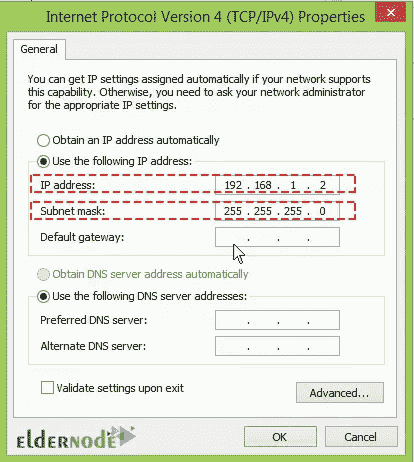 Internet Protocol Version 4 (TCP/IPv4) Properties
General
You can get IP settings assigned automatically if your network supports
this capability. Otherwise, you need to ask your network administrator
for the appropriate IP settings.
Obtain an IP address automatically
Use the following IP address:
IP address: 192 . 168 . 1 . 2
Subnet mask: 255 . 255 . 255 . 0
Default gateway: . . .
Obtain DNS server address automatically
Use the following DNS server addresses:
Preferred DNS server: . . .
Alternate DNS server: . . .
Validate settings upon exit
Advanced...
eldernode
OK
Cancel